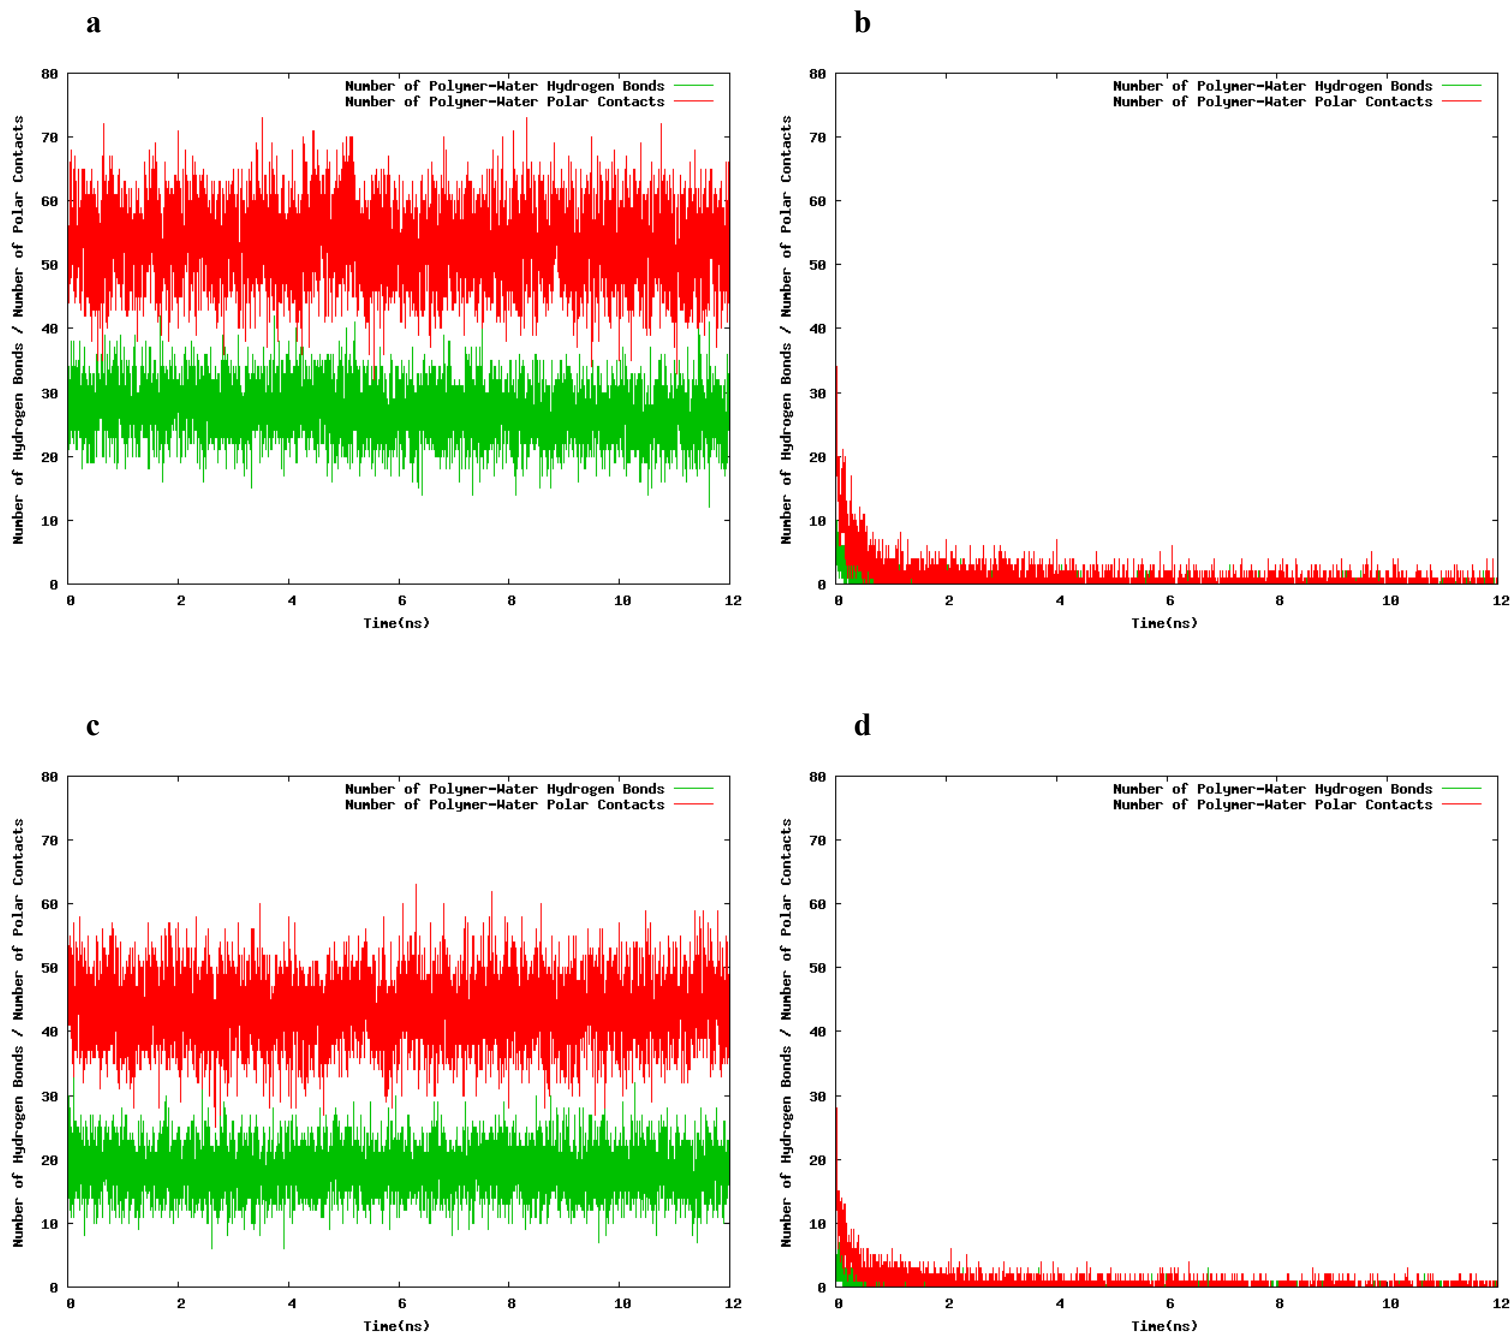 a
80
70
60
50
40
30
20
10
0
Number of Hydrogen Bonds / Number of Polar Contacts
Number of Polymer-Water Hydrogen Bonds
Number of Polymer-Water Polar Contacts
0 2 4 6 8 10 12
Time(ns)
b
80
70
60
50
40
30
20
10
0
Number of Hydrogen Bonds / Number of Polar Contacts
Number of Polymer-Water Hydrogen Bonds
Number of Polymer-Water Polar Contacts
0 2 4 6 8 10 12
Time(ns)
c
80
70
60
50
40
30
20
10
0
Number of Hydrogen Bonds / Number of Polar Contacts
Number of Polymer-Water Hydrogen Bonds
Number of Polymer-Water Polar Contacts
0 2 4 6 8 10 12
Time(ns)
d
80
70
60
50
40
30
20
10
0
Number of Hydrogen Bonds / Number of Polar Contacts
Number of Polymer-Water Hydrogen Bonds
Number of Polymer-Water Polar Contacts
0 2 4 6 8 10 12
Time(ns)